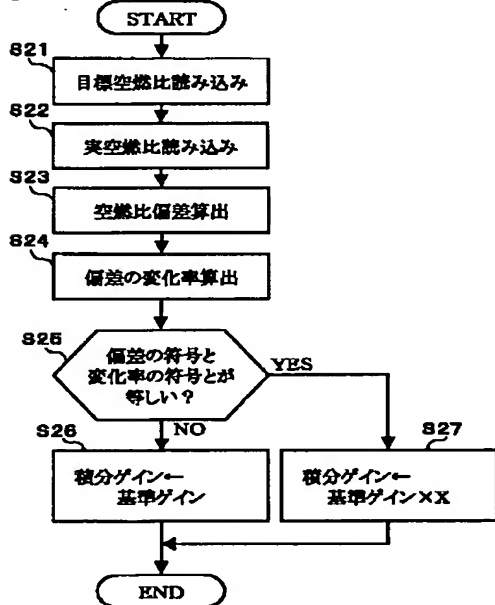 START
S21
目標空燃比読み込み
S22
実空燃比読み込み
S23
空燃比偏差算出
S24
偏差の変化率算出
S25
偏差の符号と
変化率の符号とが
等しい?
YES
NO
S26
積分ゲイン←
基準ゲイン
S27
積分ゲイン←
基準ゲイン×X
END